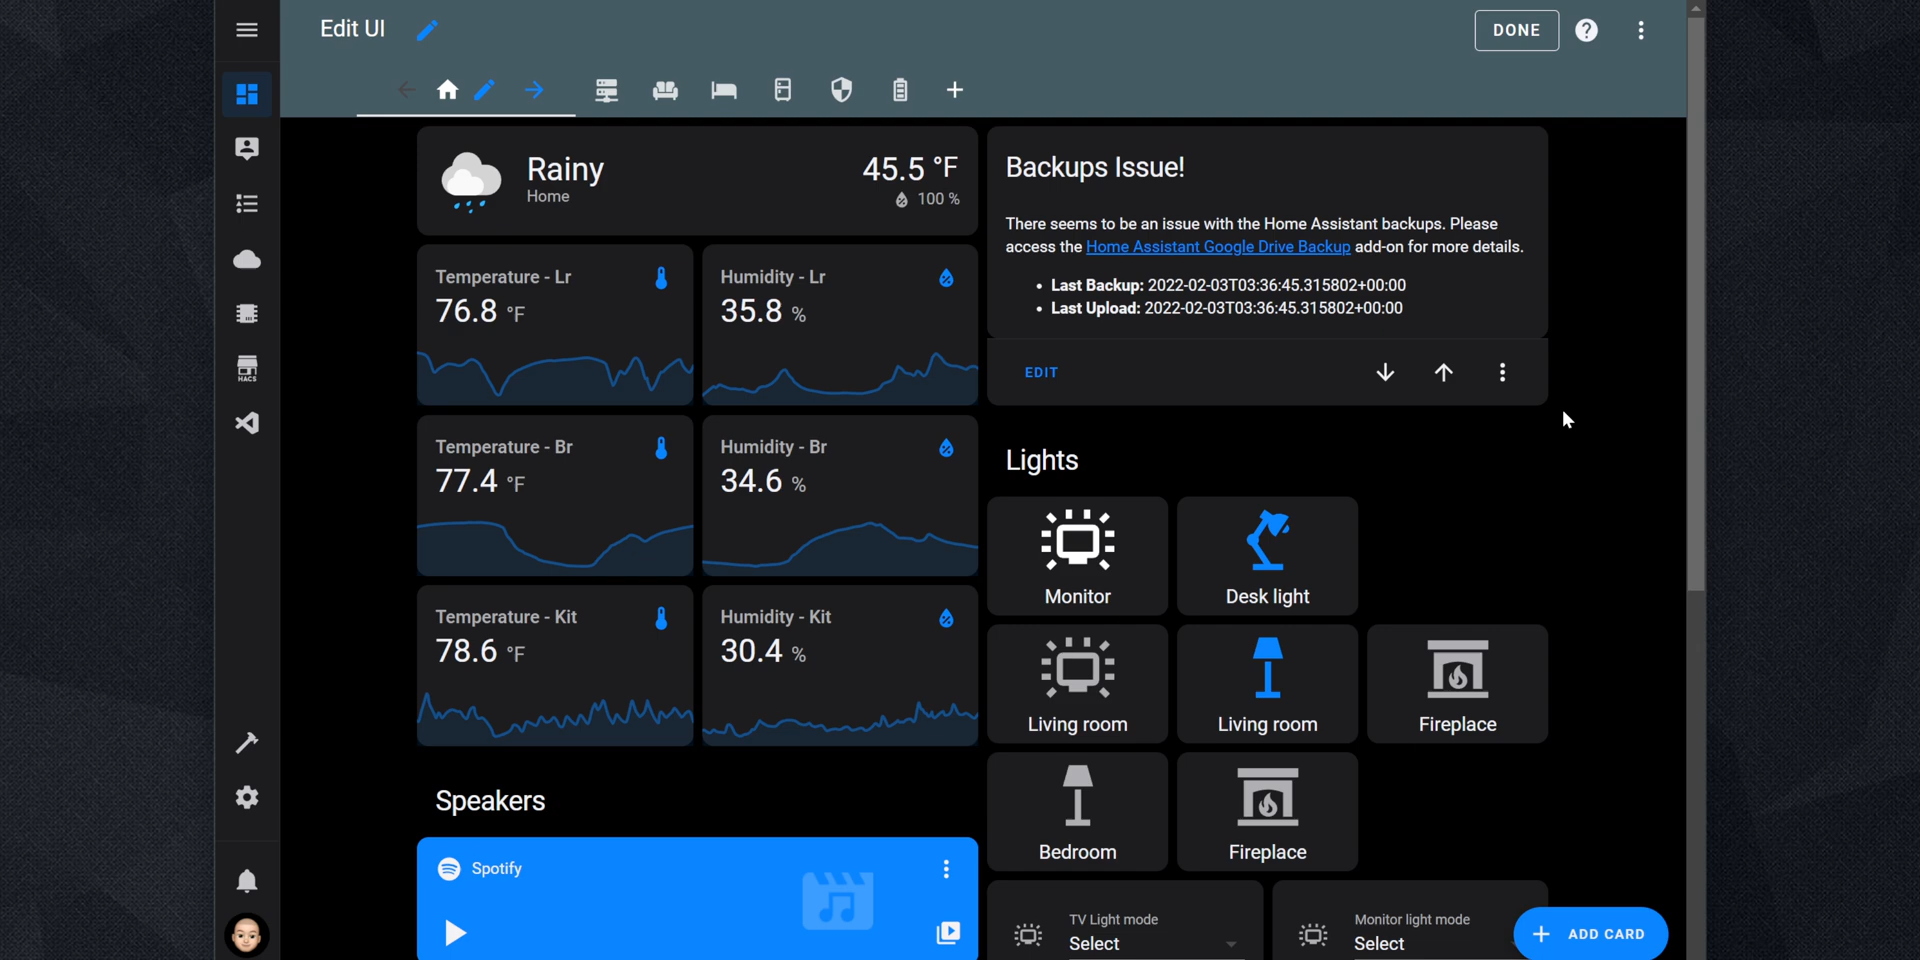 Edit UI
DONE
HACS
Rainy
Home
45.5 °F
100 %
Temperature - Lr
76.8 °F
Humidity - Lr
35.8 %
Temperature - Br
77.4 °F
Humidity - Br
34.6 %
Temperature - Kit
78.6 °F
Humidity - Kit
30.4 %
Speakers
Spotify
Backups Issue!
There seems to be an issue with the Home Assistant backups. Please
access the Home Assistant Google Drive Backup add-on for more details.
• Last Backup: 2022-02-03T03:36:45.315802+00:00
• Last Upload: 2022-02-03T03:36:45.315802+00:00
EDIT
Lights
Monitor
Desk light
Living room
Living room
Fireplace
Bedroom
Fireplace
TV Light mode
Select
Monitor light mode
Select
ADD CARD